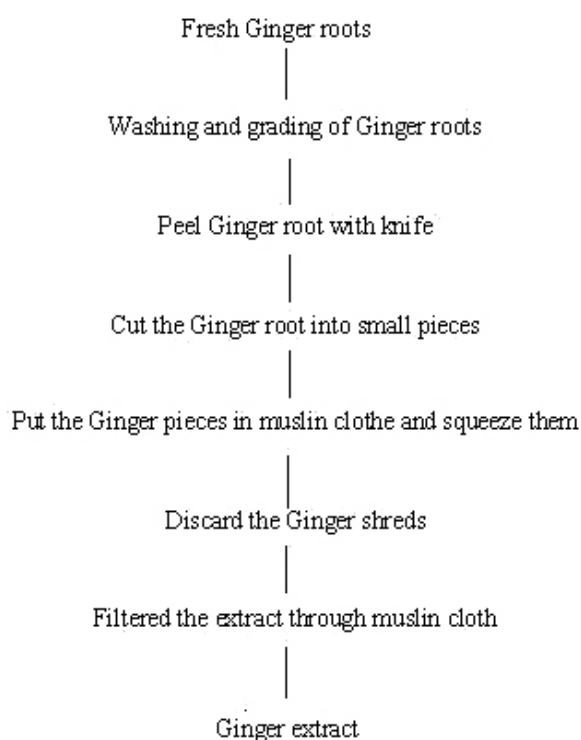 Fresh Ginger roots
Washing and grading of Ginger roots
Peel Ginger root with knife
Cut the Ginger root into small pieces
Put the Ginger pieces in muslin clothe and squeeze them
Discard the Ginger shreds
Filtered the extract through muslin cloth
Ginger extract